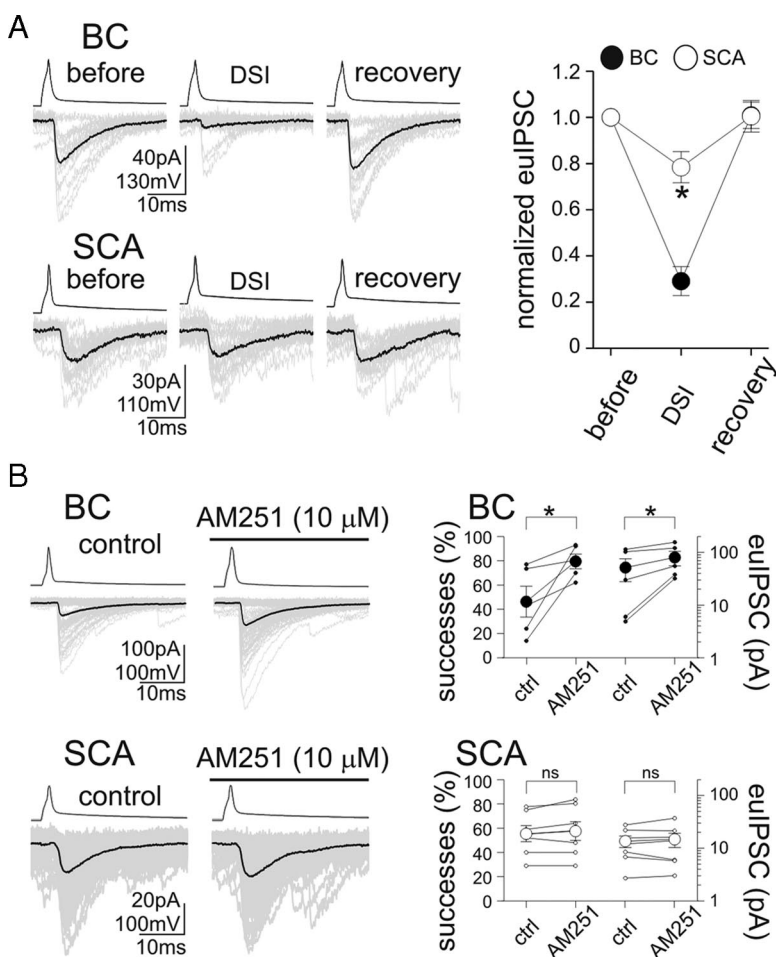 A
BC
before DSI recovery
40pA
130mV
10ms
SCA
before DSI recovery
30pA
110mV
10ms
BC SCA
normalized euIPSC
1.2
1.0
0.8
0.6
0.4
0.2
0
*
before DSI recovery
B
BC
control AM251 (10 μM)
100pA
100mV
10ms
BC
* *
successes (%)
100
80
60
40
20
0
euIPSC (pA)
100
10
1
ctrl AM251 ctrl AM251
SCA
control AM251 (10 μM)
20pA
100mV
10ms
SCA
ns ns
successes (%)
100
80
60
40
20
0
euIPSC (pA)
100
10
1
ctrl AM251 ctrl AM251